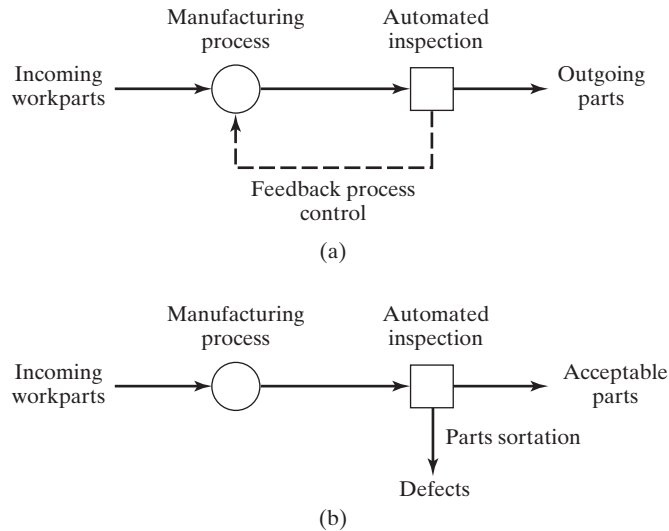 Manufacturing
process
Automated
inspection
Incoming
workparts
Outgoing
parts
Feedback process
control
(a)
Manufacturing
process
Automated
inspection
Incoming
workparts
Acceptable
parts
Parts sortation
Defects
(b)